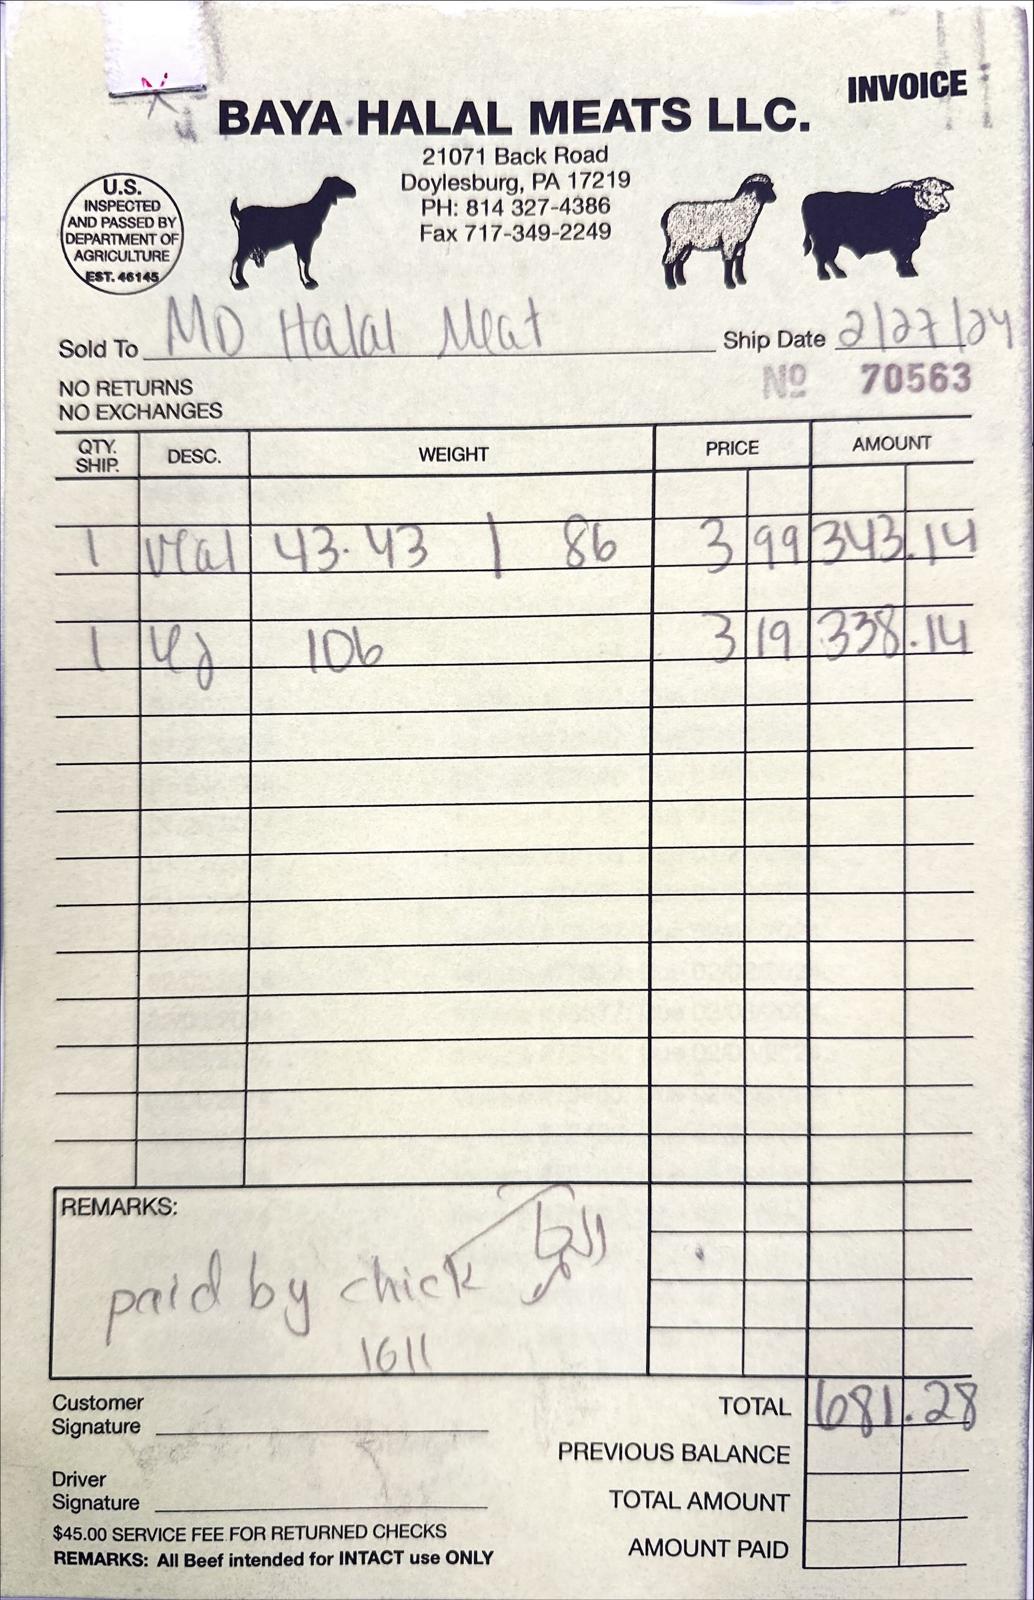 INVOICE
BAYA HALAL MEATS LLC.
21071 Back Road
Doylesburg, PA 17219
PH: 814 327-4386
Fax 717-349-2249
U.S.
INSPECTED
AND PASSED BY
DEPARTMENT OF
AGRICULTURE
EST. 46145
Sold To MD Halal Meat Ship Date 2/27/24
No 70563
NO RETURNS
NO EXCHANGES
QTY. SHIP. DESC. WEIGHT PRICE AMOUNT
1 veal 43. 43 | 86 3 99 343.14
1 106 3 19 338.14
REMARKS:
paid by chick
1611
Customer
Signature
TOTAL 681.28
PREVIOUS BALANCE
Driver
Signature
TOTAL AMOUNT
$45.00 SERVICE FEE FOR RETURNED CHECKS
AMOUNT PAID
REMARKS: All Beef intended for INTACT use ONLY